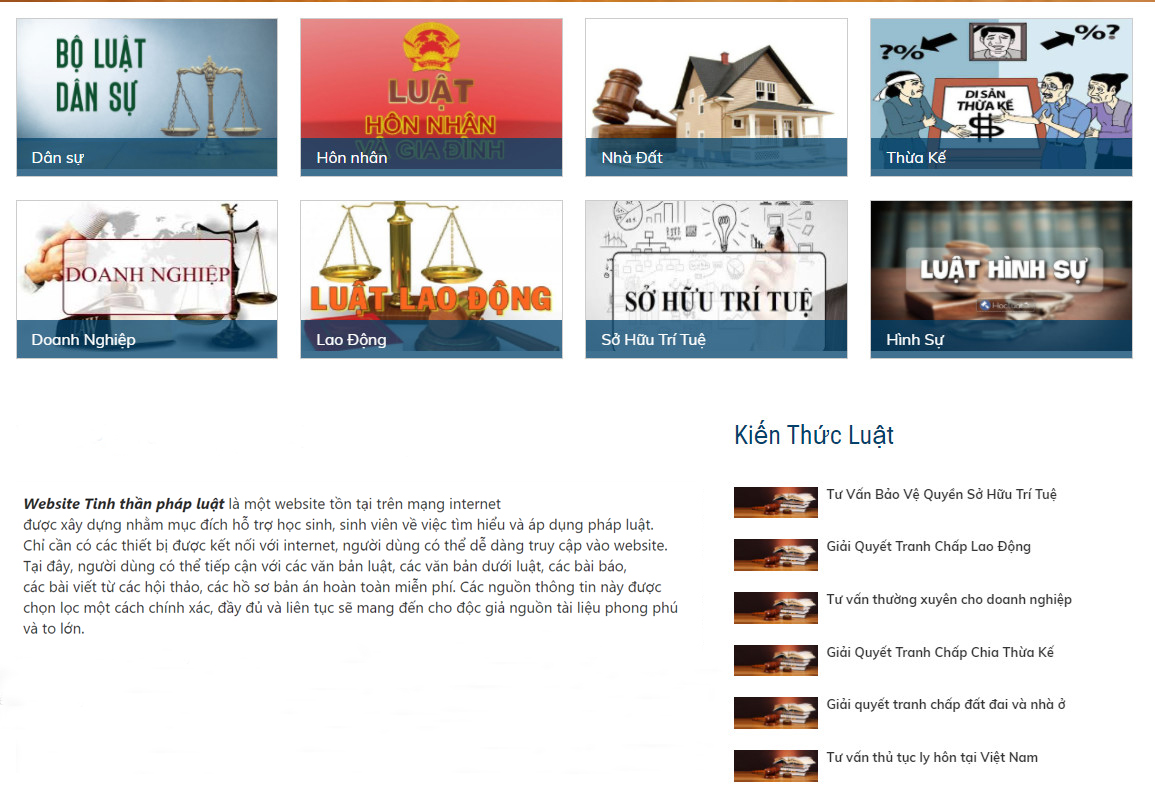 BỘ LUẬT
DÂN SỰ
Dân sự
LUẬT
HÔN NHÂN
VÀ GIA ĐÌNH
Hôn nhân
Nhà Đất
?%
%?
DI SẢN
THỪA KẾ
$
Thừa Kế
DOANH NGHIỆP
Doanh Nghiệp
LUẬT LAO ĐỘNG
Lao Động
SỞ HỮU TRÍ TUỆ
Sở Hữu Trí Tuệ
LUẬT HÌNH SỰ
Hình Sự
Kiến Thức Luật
Website Tinh thần pháp luật là một website tồn tại trên mạng internet
được xây dựng nhằm mục đích hỗ trợ học sinh, sinh viên về việc tìm hiểu và áp dụng pháp luật.
Chỉ cần có các thiết bị được kết nối với internet, người dùng có thể dễ dàng truy cập vào website.
Tại đây, người dùng có thể tiếp cận với các văn bản luật, các văn bản dưới luật, các bài báo,
các bài viết từ các hội thảo, các hồ sơ bản án hoàn toàn miễn phí. Các nguồn thông tin này được
chọn lọc một cách chính xác, đầy đủ và liên tục sẽ mang đến cho độc giả nguồn tài liệu phong phú
và to lớn.
Tư Vấn Bảo Vệ Quyền Sở Hữu Trí Tuệ
Giải Quyết Tranh Chấp Lao Động
Tư vấn thường xuyên cho doanh nghiệp
Giải Quyết Tranh Chấp Chia Thừa Kế
Giải quyết tranh chấp đất đai và nhà ở
Tư vấn thủ tục ly hôn tại Việt Nam